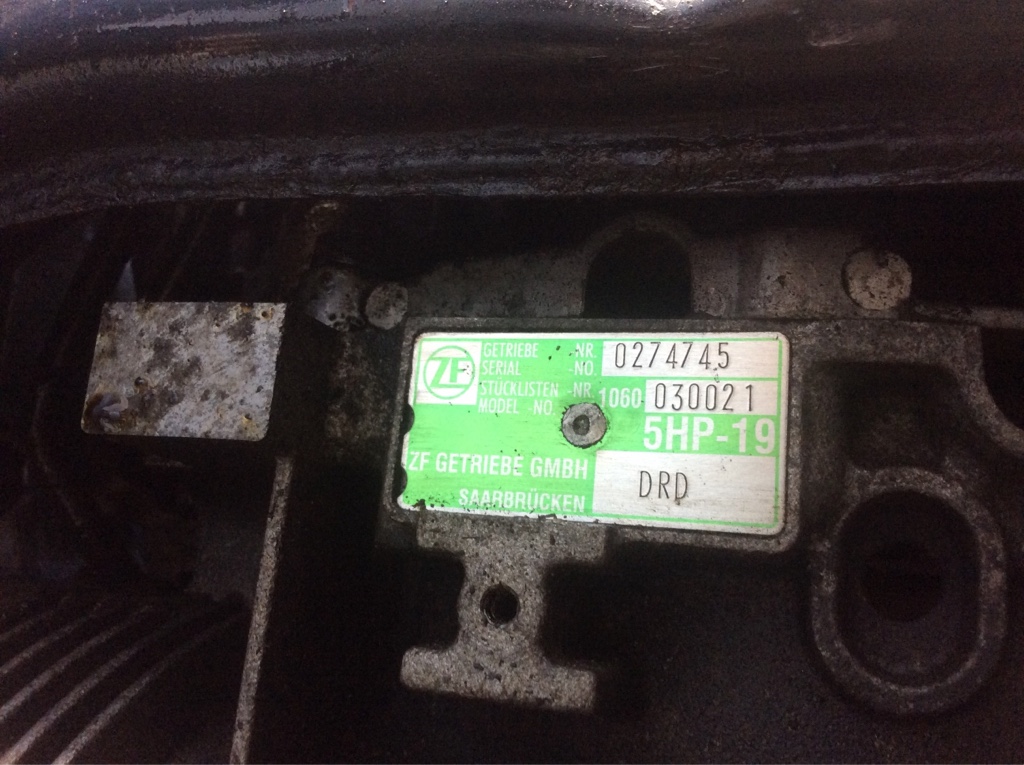 ZF GETRIEBE -NR. 0274745
SERIAL -NO.
STÜCKLISTEN -NR. 1060 030021
MODEL -NO.
5HP-19
ZF GETRIEBE GMBH DRD
SAARBRÜCKEN